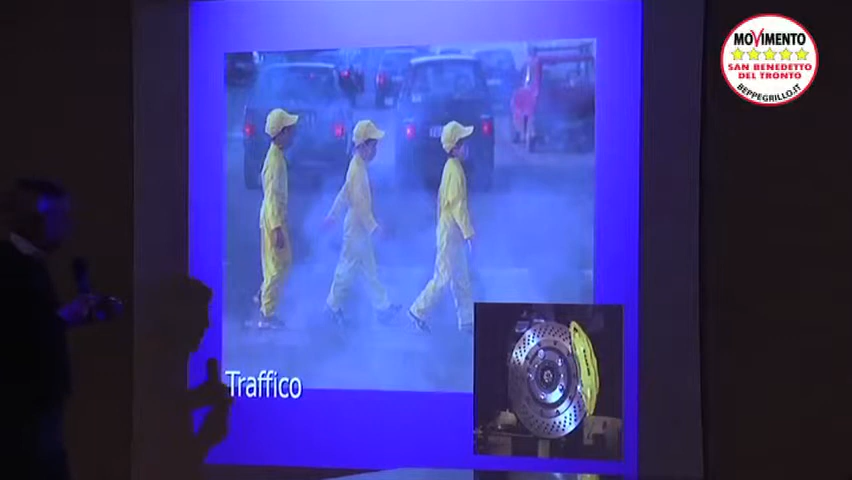 MOVIMENTO
SAN BENEDETTO
DEL TRONTO
BEPPEGRILLO.IT
Traffico